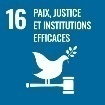 16 PAIX, JUSTICE
ET INSTITUTIONS
EFFICACES